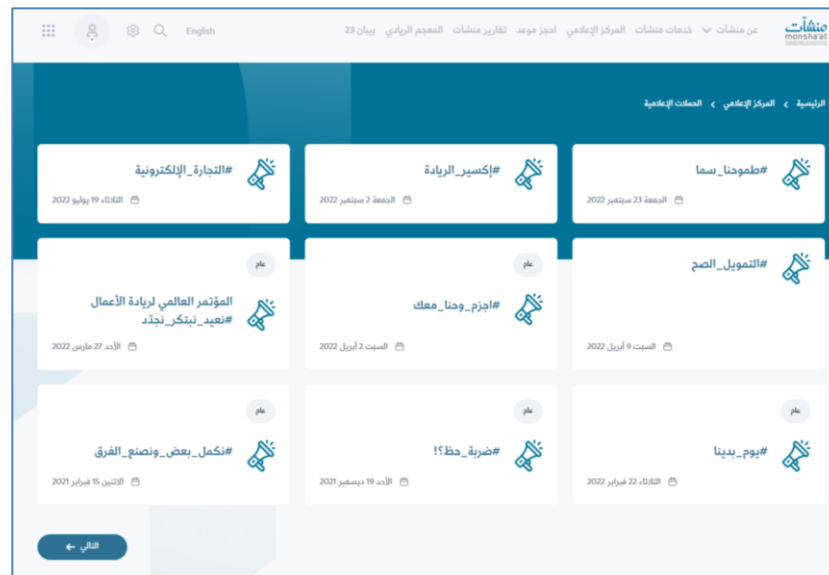 منشآت
monsha'at
عن منشآت خدمات منشآت المركز الإعلامي احجز موعد تقارير منشآت المعجم الريادي بيبان 23
English
الرئيسية > المركز الإعلامي > الحملات الإعلامية
#طموحنا_سما
الجمعة 23 سبتمبر 2022
#إكسير_الريادة
الجمعة 2 سبتمبر 2022
#التجارة_الإلكترونية
الثلاثاء 19 يوليو 2022
#التمويل_الصح
السبت 9 أبريل 2022
عام
#اجزم_وحنا_معك
السبت 2 أبريل 2022
عام
المؤتمر العالمي لريادة الأعمال
#نعيد_نبتكر_نجدّد
الأحد 27 مارس 2022
عام
#يوم_بدينا
الثلاثاء 22 فبراير 2022
عام
#ضربة_حظ؟!
الأحد 19 ديسمبر 2021
عام
#نكمل_بعض_ونصنع_الفرق
الاثنين 15 فبراير 2021
التالي